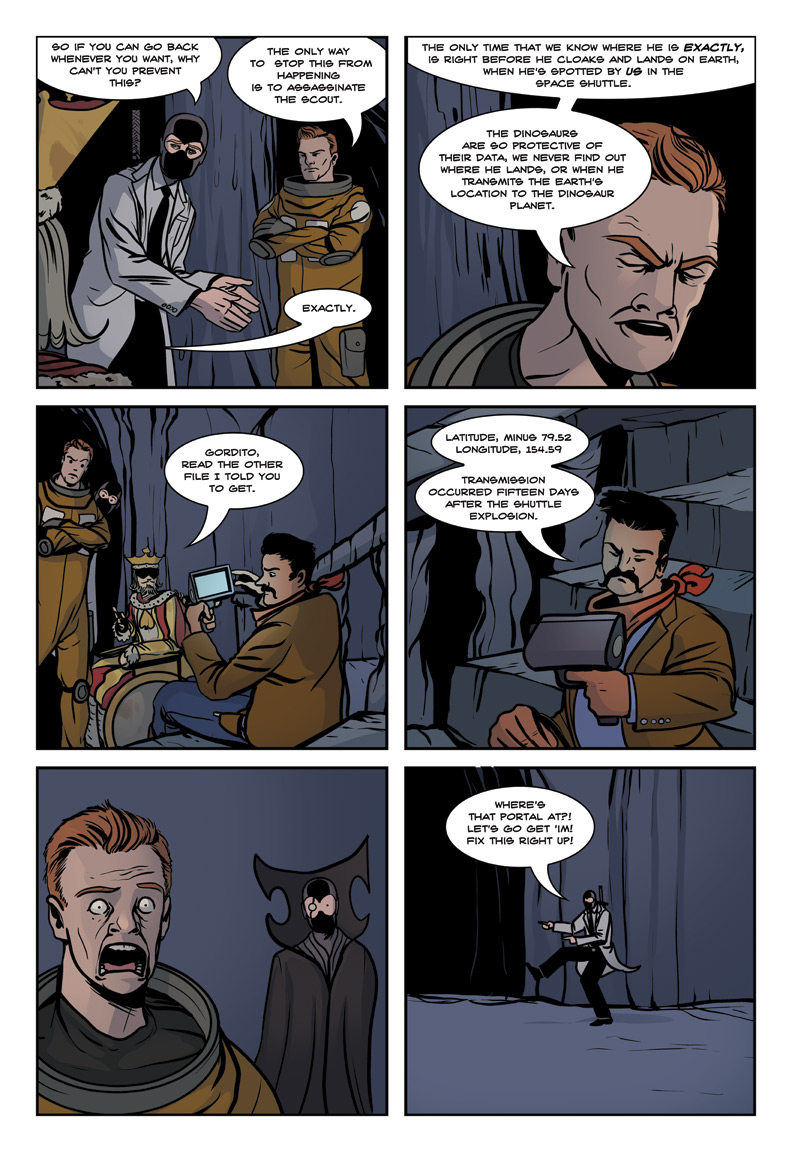 SO IF YOU CAN GO BACK
WHENEVER YOU WANT, WHY
CAN'T YOU PREVENT
THIS?
THE ONLY WAY
TO STOP THIS FROM
HAPPENING
IS TO ASSASSINATE
THE SCOUT.
EXACTLY.
THE ONLY TIME THAT WE KNOW WHERE HE IS EXACTLY,
IS RIGHT BEFORE HE CLOAKS AND LANDS ON EARTH,
WHEN HE'S SPOTTED BY US IN THE
SPACE SHUTTLE.
THE DINOSAURS
ARE SO PROTECTIVE OF
THEIR DATA, WE NEVER FIND OUT
WHERE HE LANDS, OR WHEN HE
TRANSMITS THE EARTH'S
LOCATION TO THE DINOSAUR
PLANET.
GORDITO,
READ THE OTHER
FILE I TOLD YOU
TO GET.
LATITUDE, MINUS 79.52
LONGITUDE, 154.59
TRANSMISSION
OCCURRED FIFTEEN DAYS
AFTER THE SHUTTLE
EXPLOSION.
WHERE'S
THAT PORTAL AT?!
LET'S GO GET 'IM!
FIX THIS RIGHT UP!